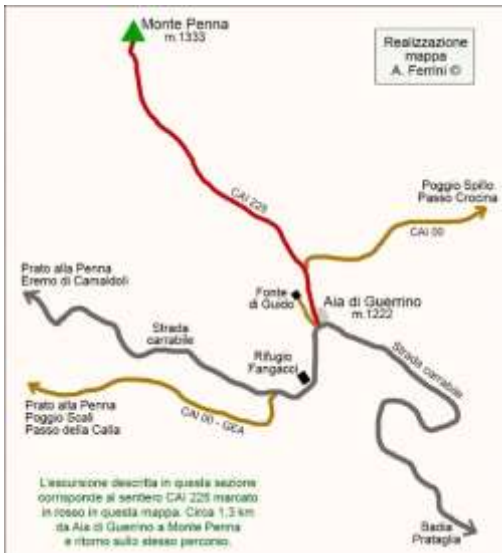 Monte Penna
m.1333
Realizzazione
mappa
A. Ferrini ©
CAI 228
Poggio Spillo
Passo Crocina
CAI 00
Prato alla Penna
Eremo di Camaldoli
Fonte
di Guido
Aia di Guerrino
m.1222
Strada
carrabile
Strada carrabile
Rifugio
Fangacci
Prato alla Penna
Poggio Scali
Passo della Calla
CAI 00 - GEA
L'escursione descritta in questa sezione
corrisponde al sentiero CAI 228 marcato
in rosso in questa mappa. Circa 1,3 km
da Aia di Guerrino a Monte Penna
e ritorno sullo stesso percorso.
Badia
Prataglia